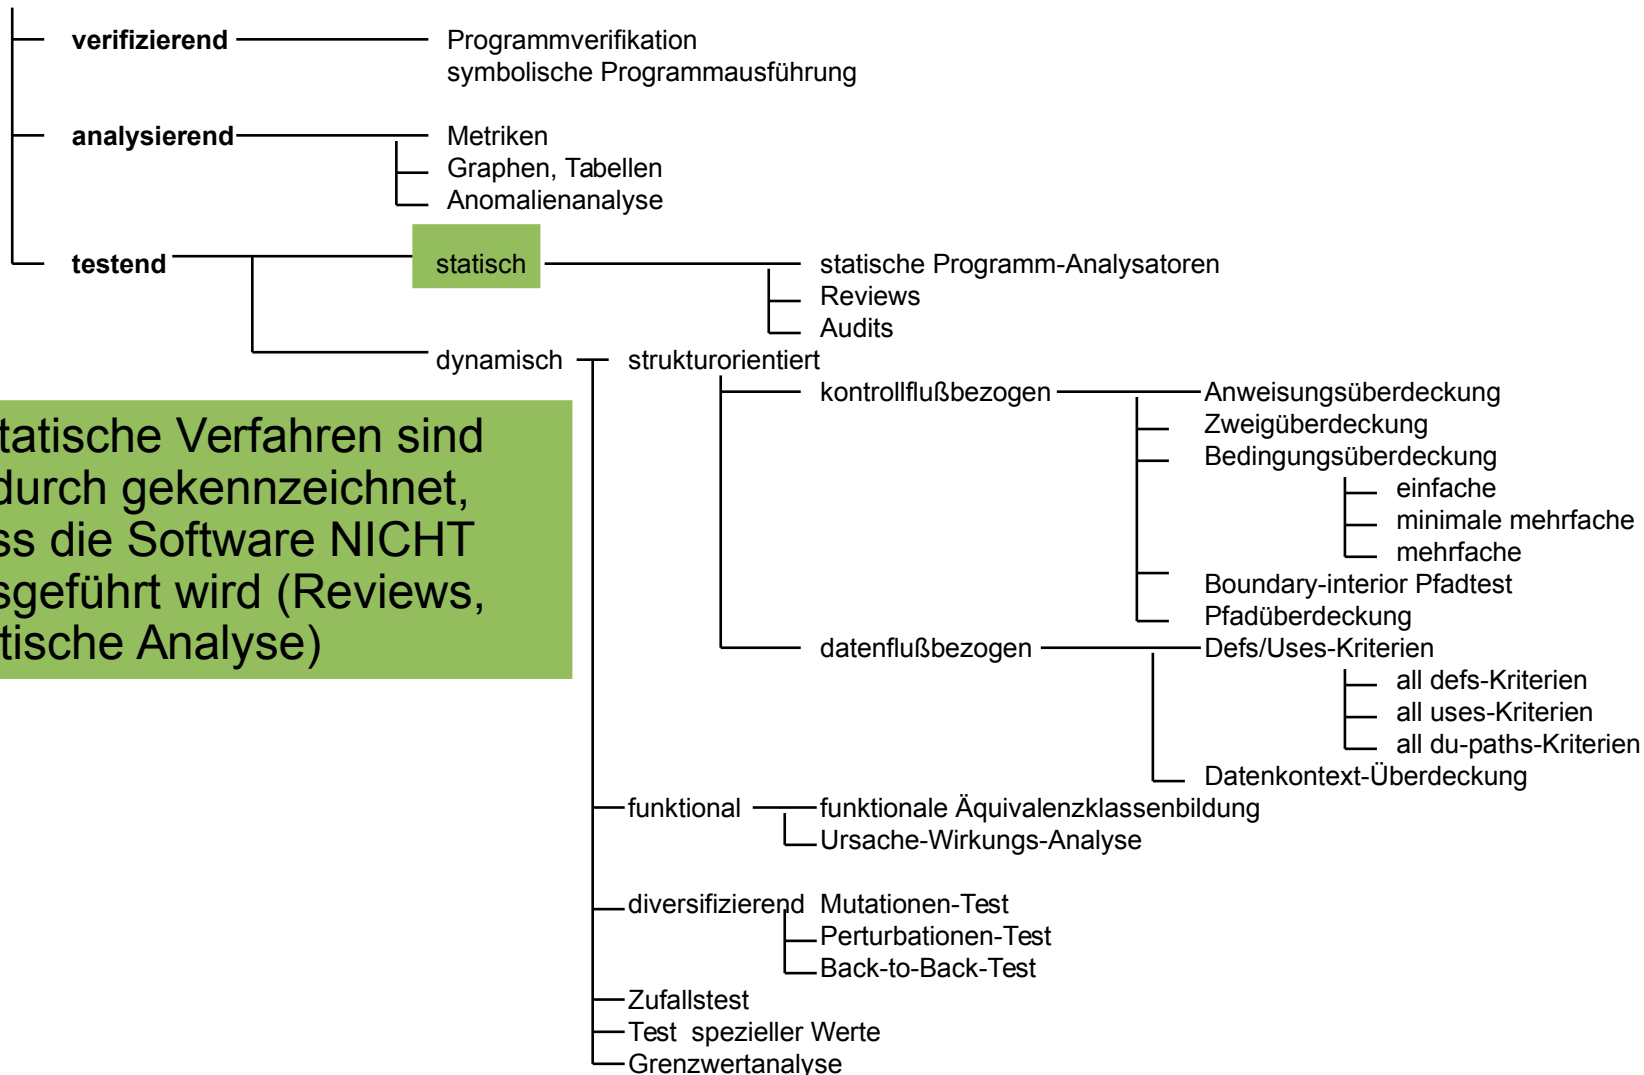 verifizierend
Programmverifikation
symbolische Programmausführung
analysierend
Metriken
Graphen, Tabellen
Anomalienanalyse
testend
statisch
statische Programm-Analysatoren
Reviews
Audits
dynamisch
strukturorientiert
kontrollflußbezogen
Anweisungsüberdeckung
Zweigüberdeckung
Bedingungsüberdeckung
einfache
minimale mehrfache
mehrfache
Boundary-interior Pfadtest
Pfadüberdeckung
datenflußbezogen
Defs/Uses-Kriterien
all defs-Kriterien
all uses-Kriterien
all du-paths-Kriterien
Datenkontext-Überdeckung
funktional
funktionale Äquivalenzklassenbildung
Ursache-Wirkungs-Analyse
diversifizierend
Mutationen-Test
Perturbationen-Test
Back-to-Back-Test
Zufallstest
Test spezieller Werte
Grenzwertanalyse
tatische Verfahren sind
durch gekennzeichnet,
ss die Software NICHT
sgeführt wird (Reviews,
tische Analyse)